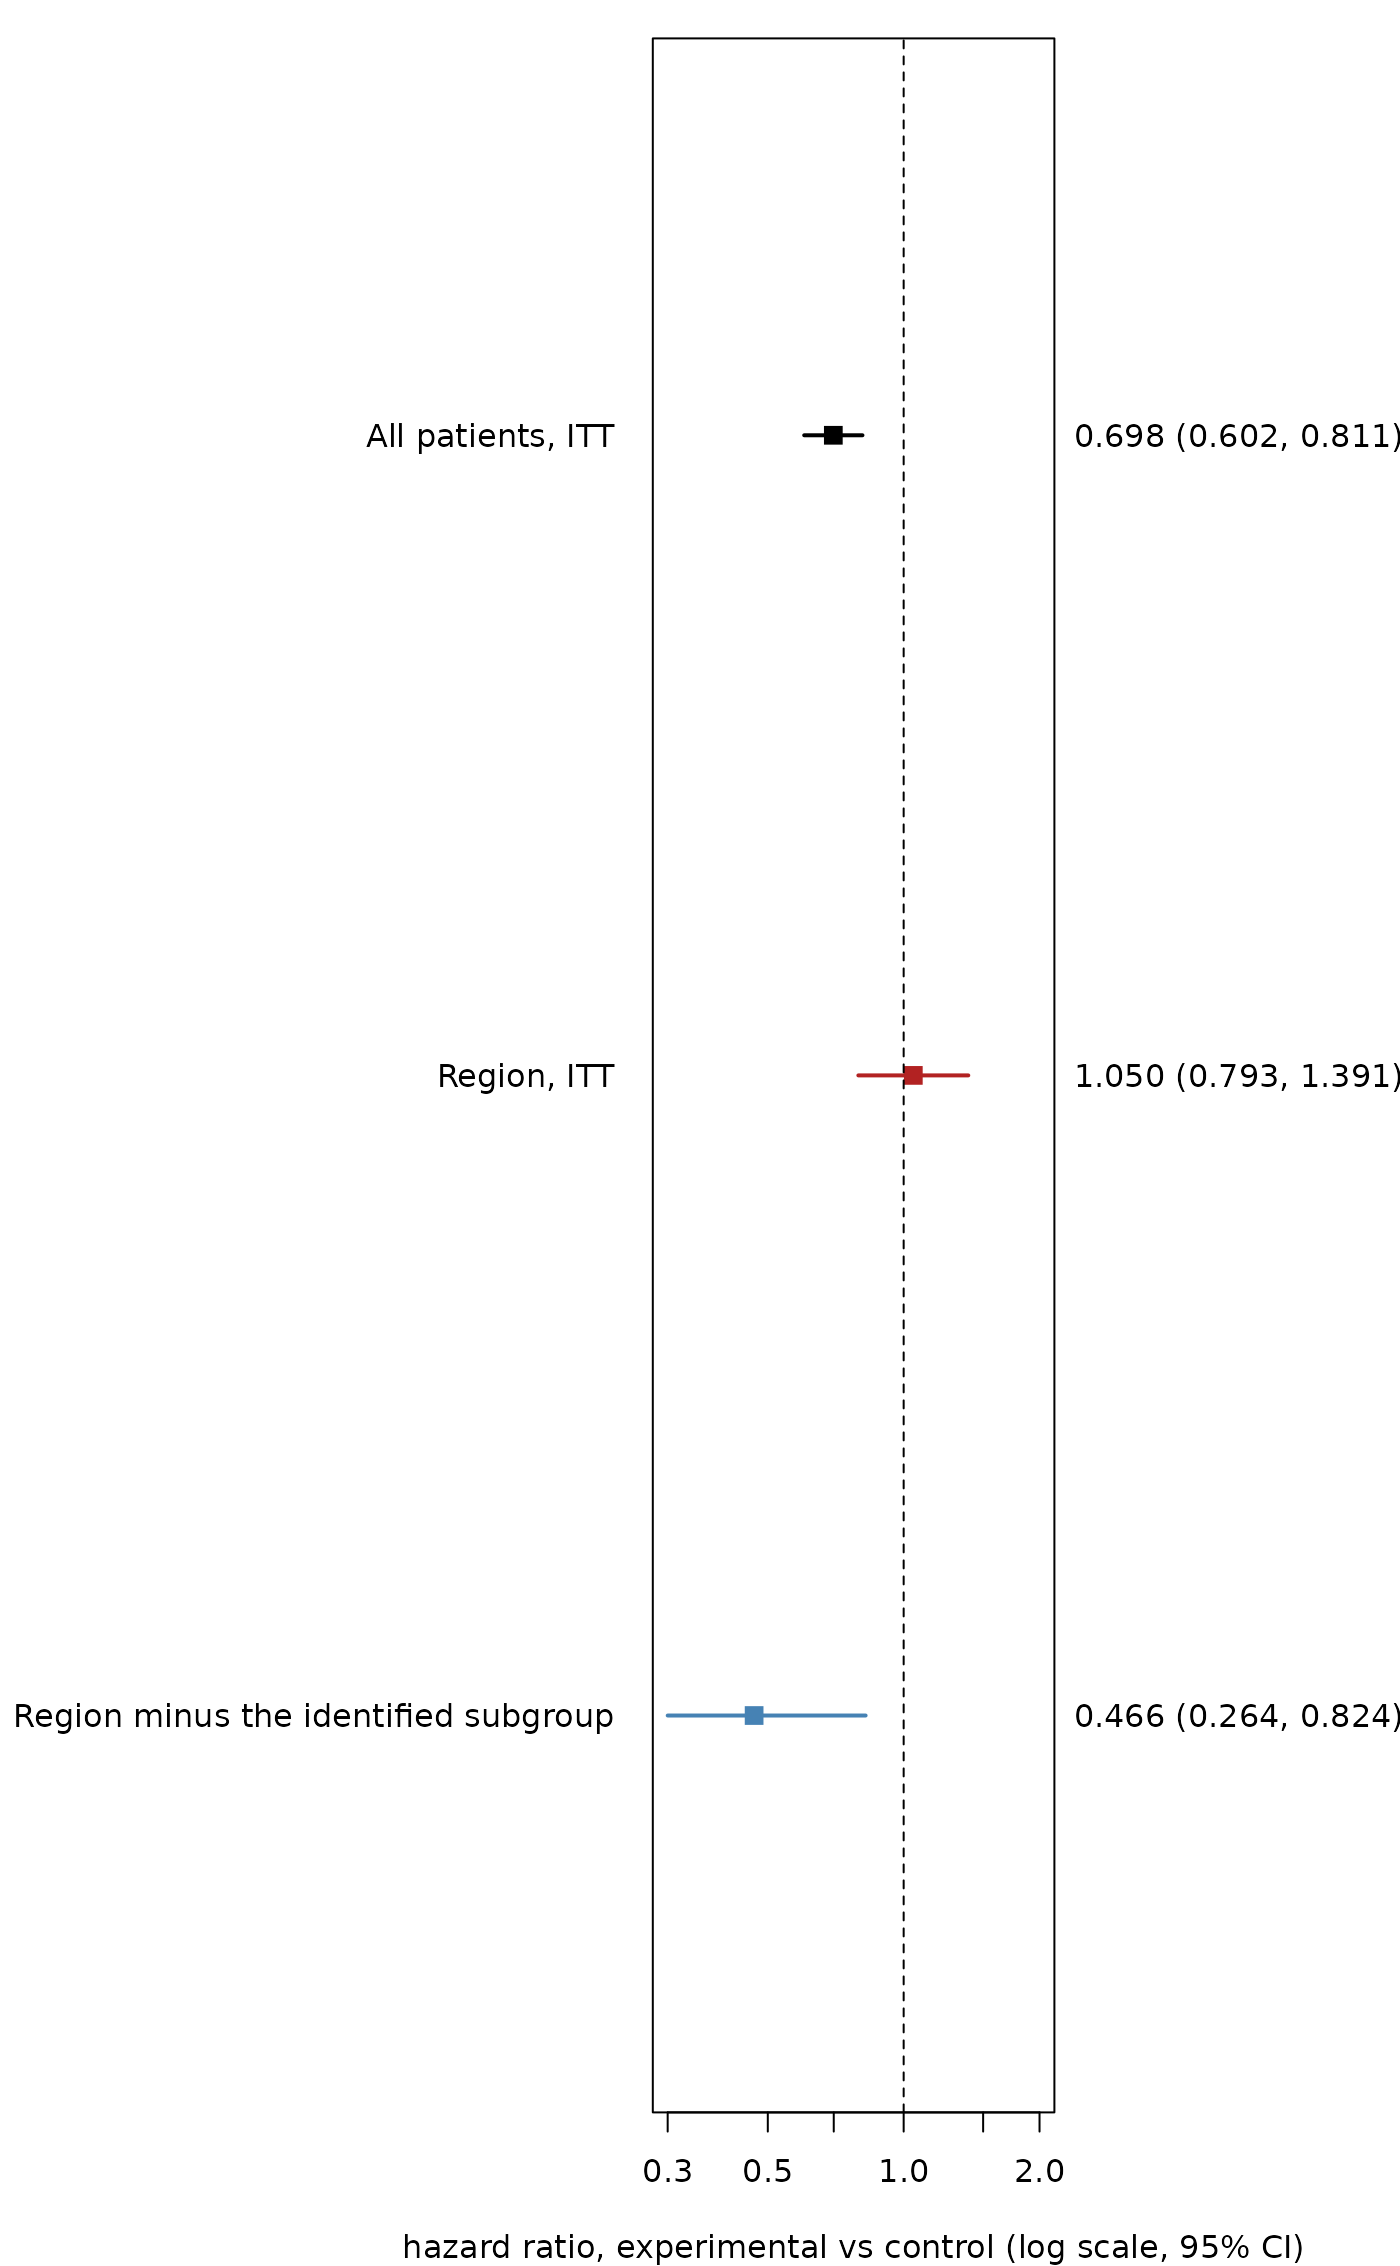 All patients, ITT 0.698 (0.602, 0.811)
Region, ITT 1.050 (0.793, 1.391)
Region minus the identified subgroup 0.466 (0.264, 0.824)
0.3 0.5 1.0 2.0
hazard ratio, experimental vs control (log scale, 95% CI)